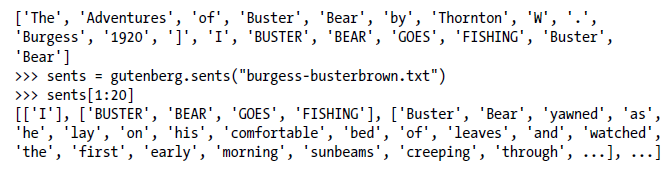 ['The', 'Adventures', 'of', 'Buster', 'Bear', 'by', 'Thornton', 'W', '.',
'Burgess', '1920', ']', 'I', 'BUSTER', 'BEAR', 'GOES', 'FISHING', 'Buster',
'Bear']
>>> sents = gutenberg.sents("burgess-busterbrown.txt")
>>> sents[1:20]
[['I'], ['BUSTER', 'BEAR', 'GOES', 'FISHING'], ['Buster', 'Bear', 'yawned', 'as',
'he', 'lay', 'on', 'his', 'comfortable', 'bed', 'of', 'leaves', 'and', 'watched',
'the', 'first', 'early', 'morning', 'sunbeams', 'creeping', 'through', ...], ...]